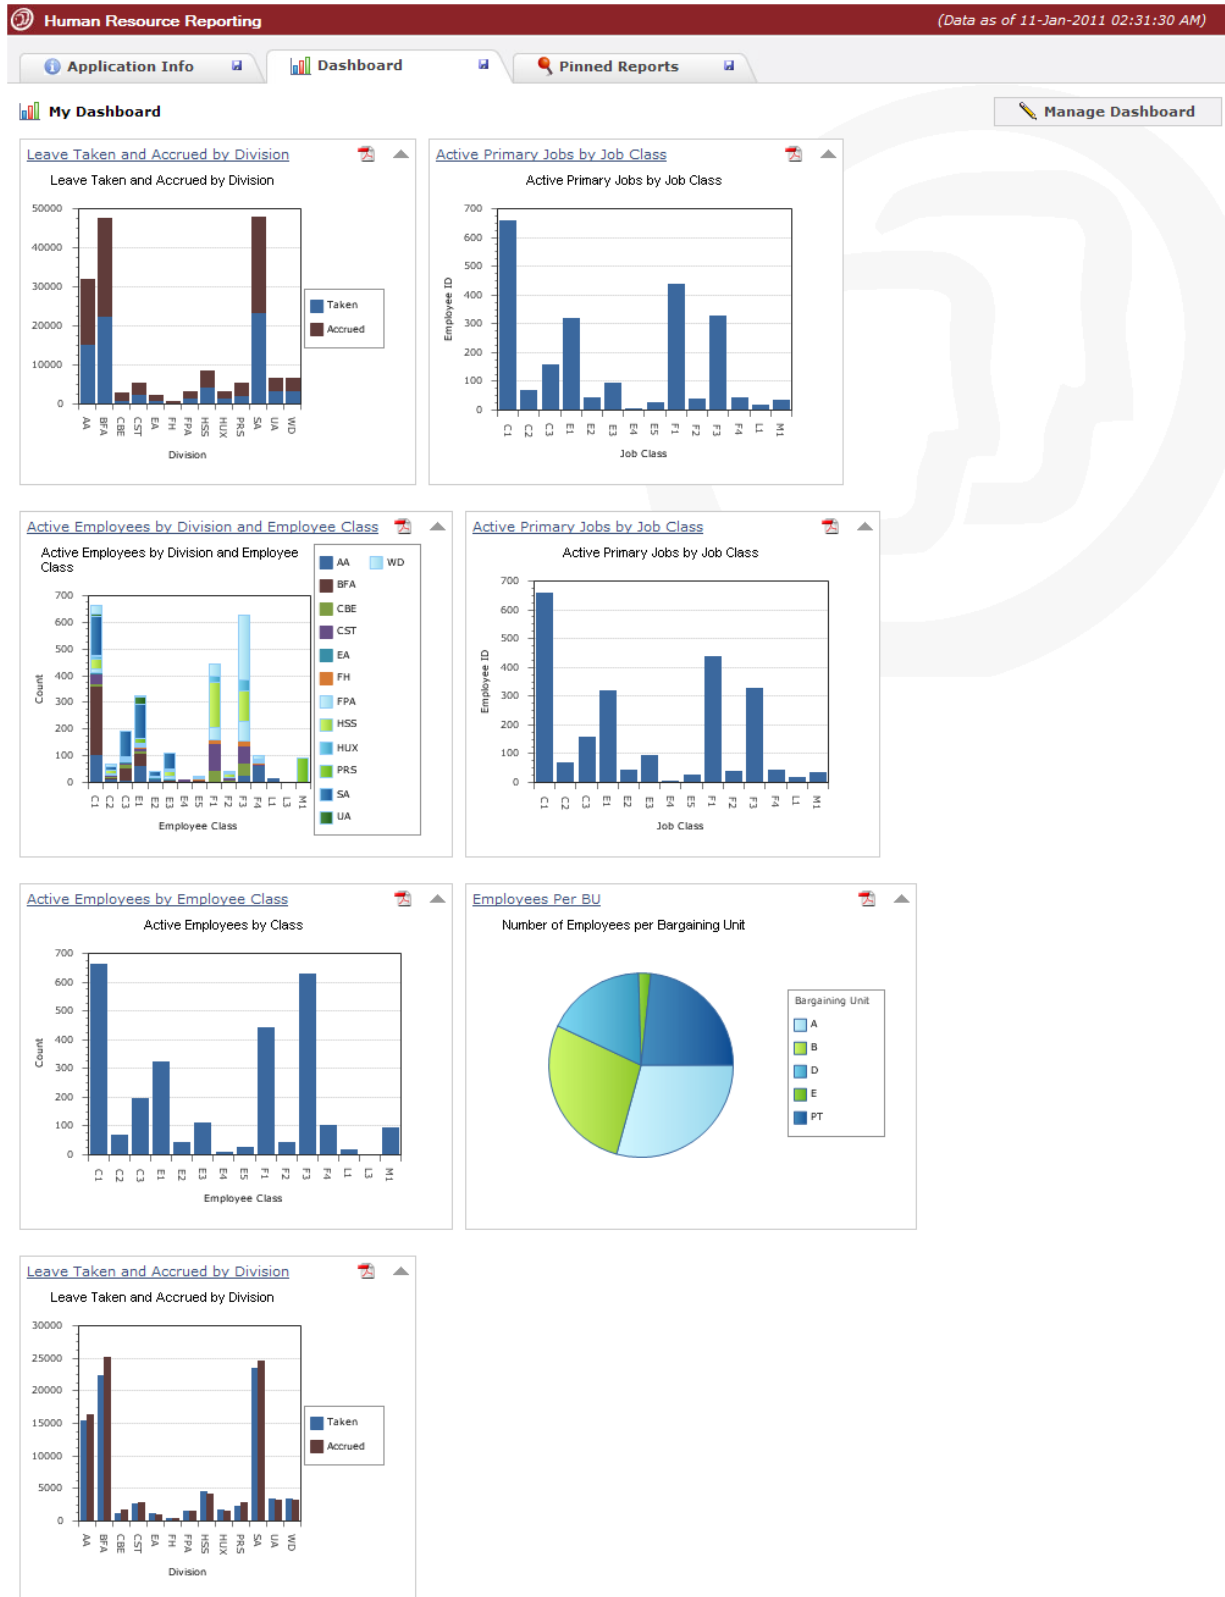 Human Resource Reporting
(Data as of 11-Jan-2011 02:31:30 AM)
Application Info
Dashboard
Pinned Reports
My Dashboard
Manage Dashboard
Leave Taken and Accrued by Division
Leave Taken and Accrued by Division
50000
40000
30000
20000
10000
0
AA BFA CBE CST EA FH FPA HSS HUX PRS SA UA WD
Division
Taken
Accrued
Active Primary Jobs by Job Class
Active Primary Jobs by Job Class
700
600
500
400
300
200
100
0
Employee ID
C1 C2 C3 E1 E2 E3 E4 E5 F1 F2 F3 F4 L1 M1
Job Class
Active Employees by Division and Employee Class
Active Employees by Division and Employee
Class
700
600
500
400
300
200
100
0
Count
C1 C2 C3 E1 E2 E3 E4 E5 F1 F2 F3 F4 L1 L3 M1
Employee Class
AA WD
BFA
CBE
CST
EA
FH
FPA
HSS
HUX
PRS
SA
UA
Active Primary Jobs by Job Class
Active Primary Jobs by Job Class
700
600
500
400
300
200
100
0
Employee ID
C1 C2 C3 E1 E2 E3 E4 E5 F1 F2 F3 F4 L1 M1
Job Class
Active Employees by Employee Class
Active Employees by Class
700
600
500
400
300
200
100
0
Count
C1 C2 C3 E1 E2 E3 E4 E5 F1 F2 F3 F4 L1 L3 M1
Employee Class
Employees Per BU
Number of Employees per Bargaining Unit
Bargaining Unit
A
B
D
E
PT
Leave Taken and Accrued by Division
Leave Taken and Accrued by Division
30000
25000
20000
15000
10000
5000
0
AA BFA CBE CST EA FH FPA HSS HUX PRS SA UA WD
Division
Taken
Accrued